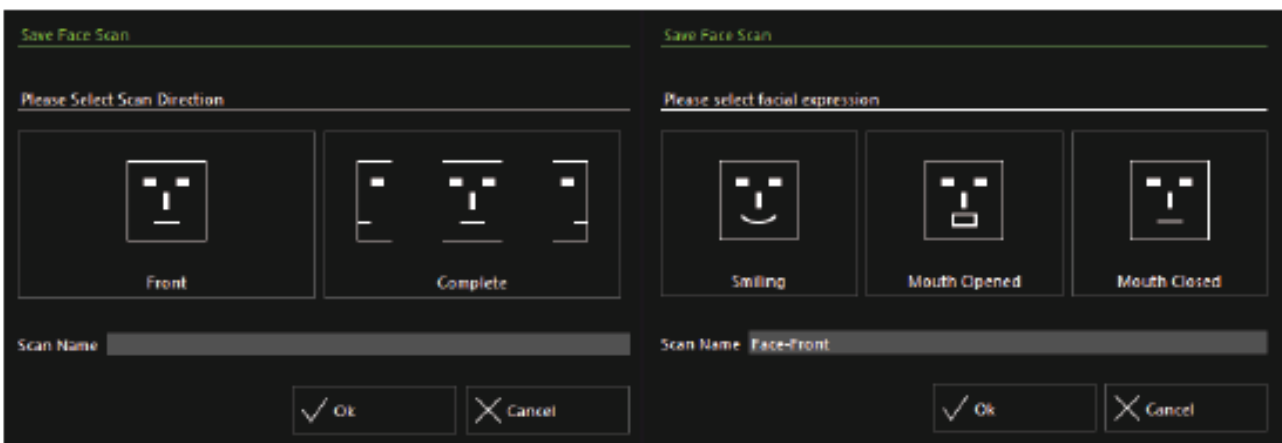 Save Face Scan
Please Select Scan Direction
Front
Complete
Scan Name
Ok
Cancel
Save Face Scan
Please select facial expression
Smiling
Mouth Opened
Mouth Closed
Scan Name Face-Front
Ok
Cancel